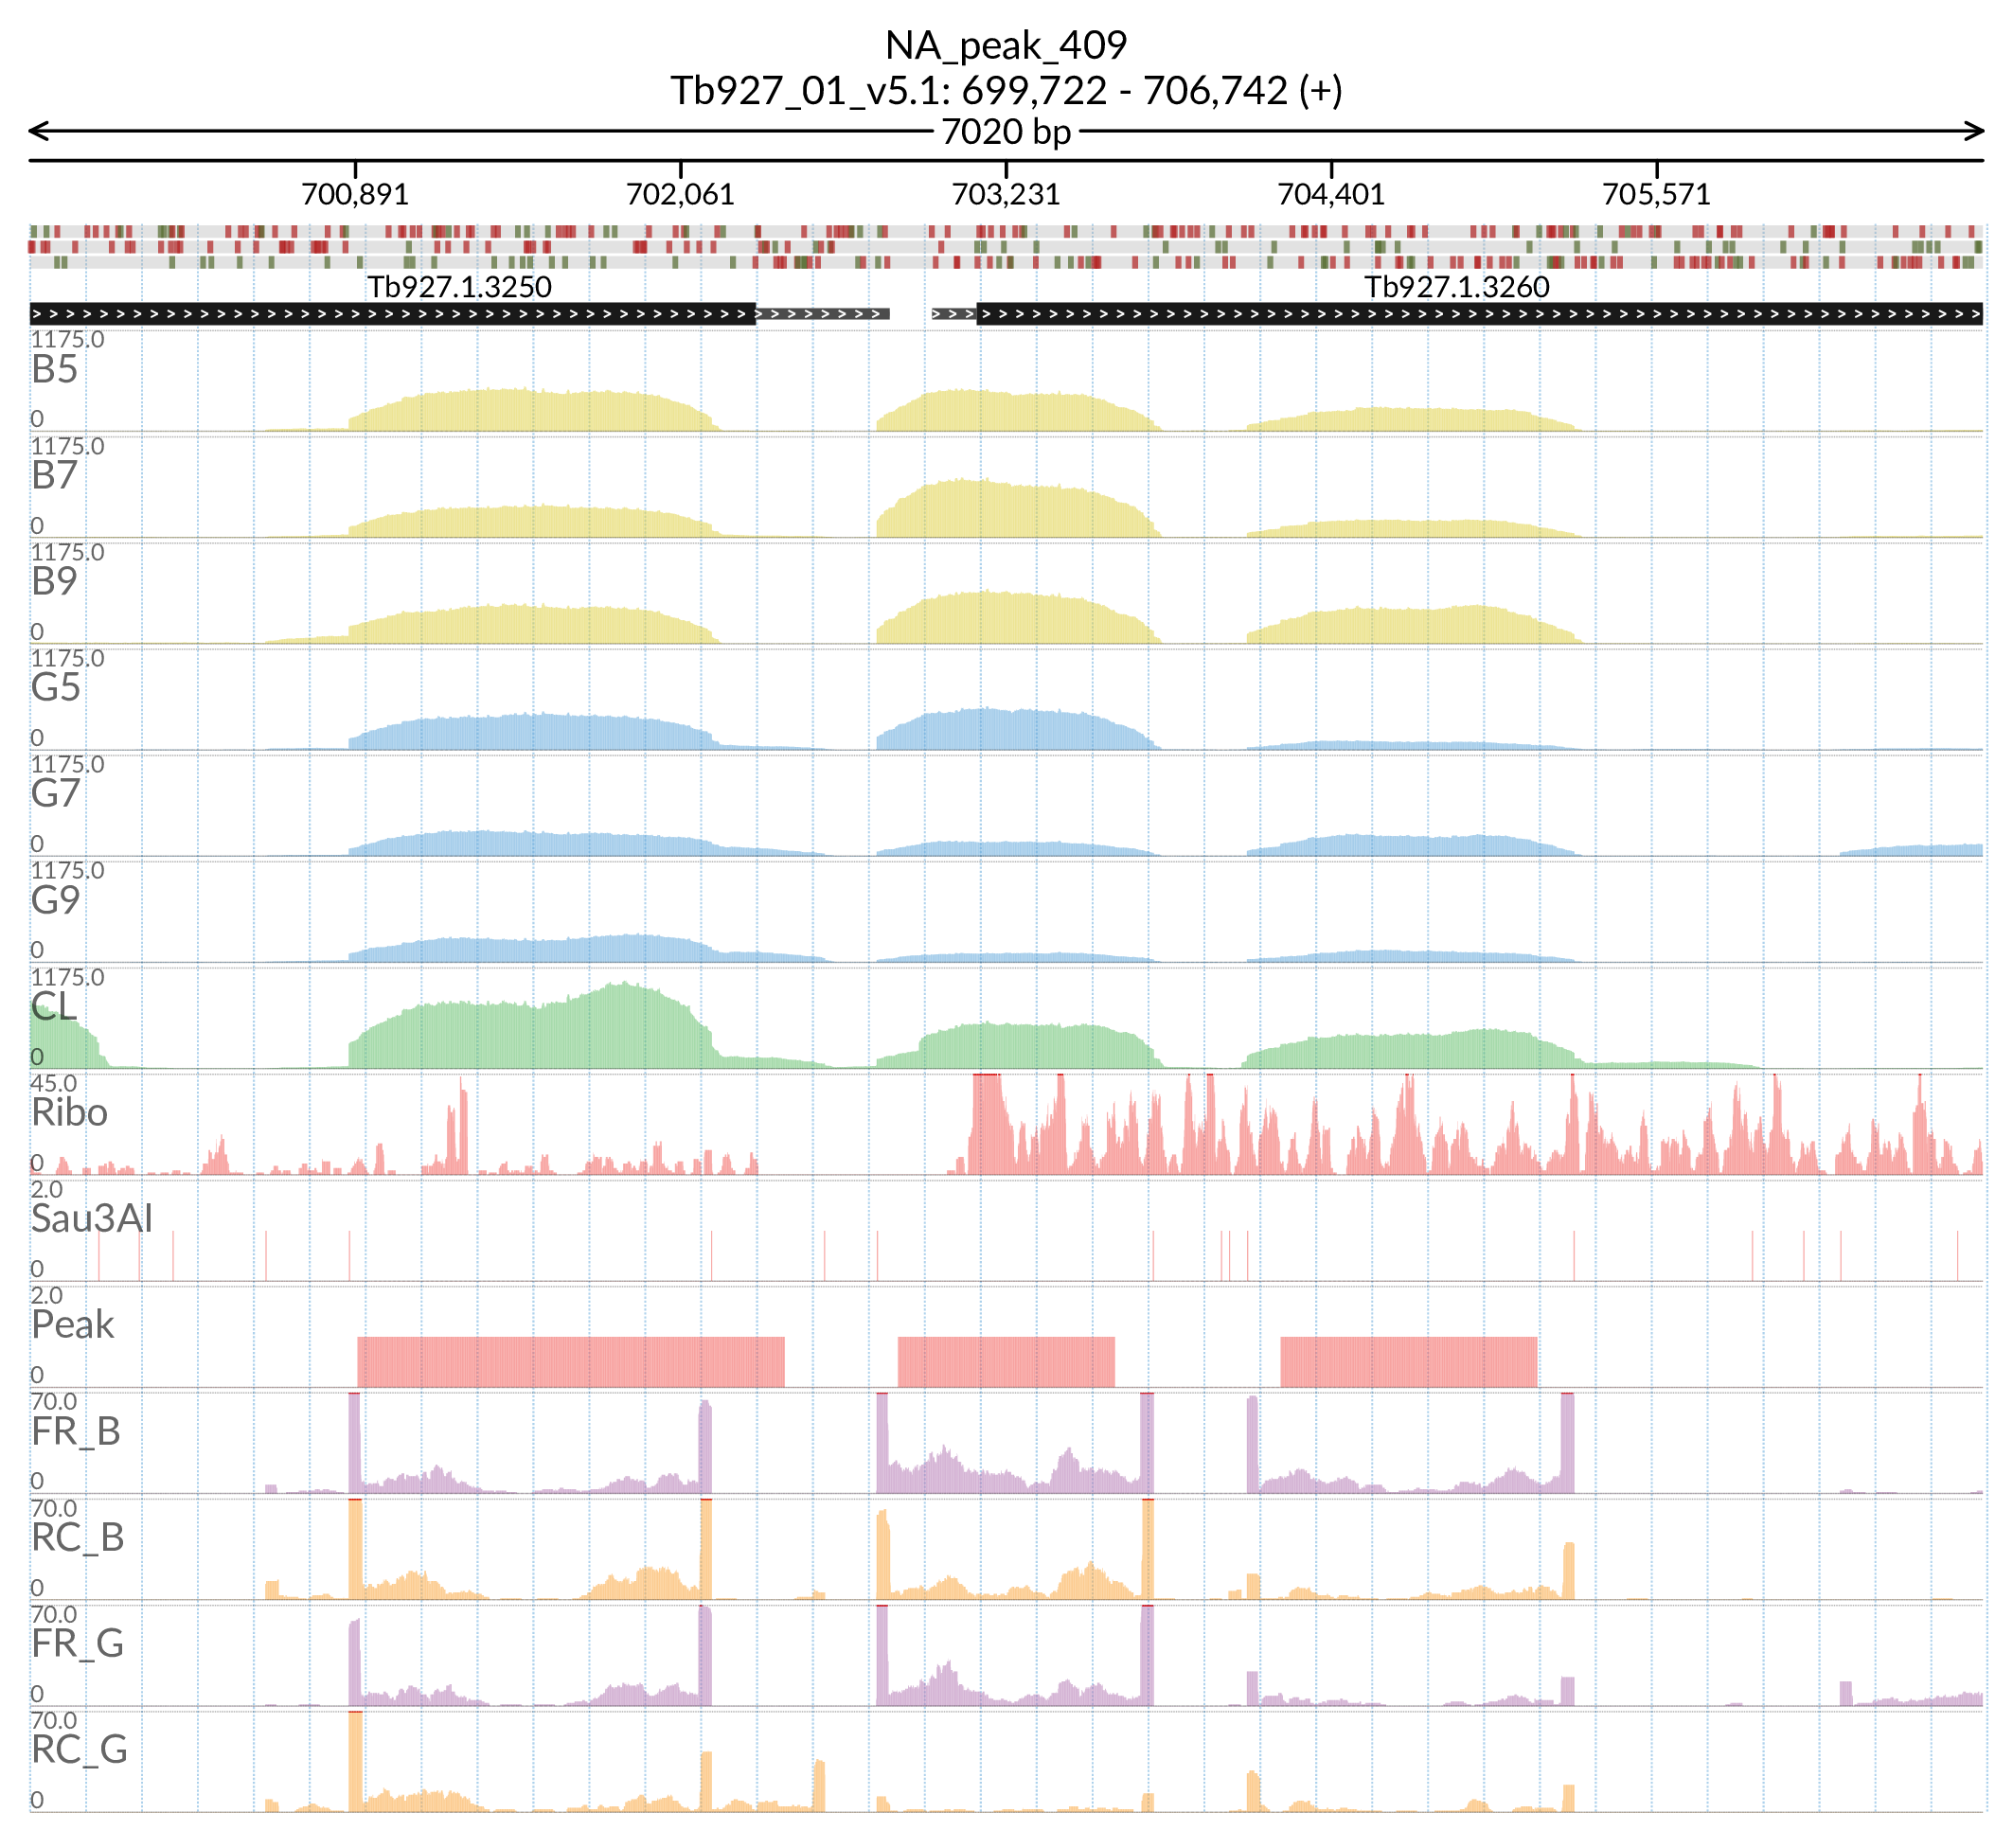 NA_peak_409
Tb927_01_v5.1: 699,722 - 706,742 (+)
7020 bp
700,891 702,061 703,231 704,401 705,571
Tb927.1.3250 Tb927.1.3260
1175.0
B5
0
1175.0
B7
0
1175.0
B9
0
1175.0
G5
0
1175.0
G7
0
1175.0
G9
0
1175.0
CL
0
45.0
Ribo
0
2.0
Sau3AI
0
2.0
Peak
0
70.0
FR_B
0
70.0
RC_B
0
70.0
FR_G
0
70.0
RC_G
0